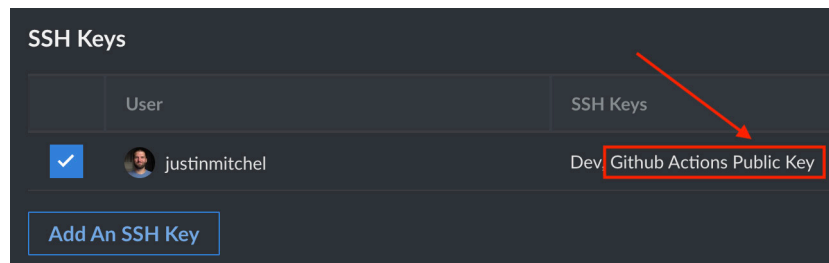 SSH Keys
User SSH Keys
justinmitchel Dev, Github Actions Public Key
Add An SSH Key